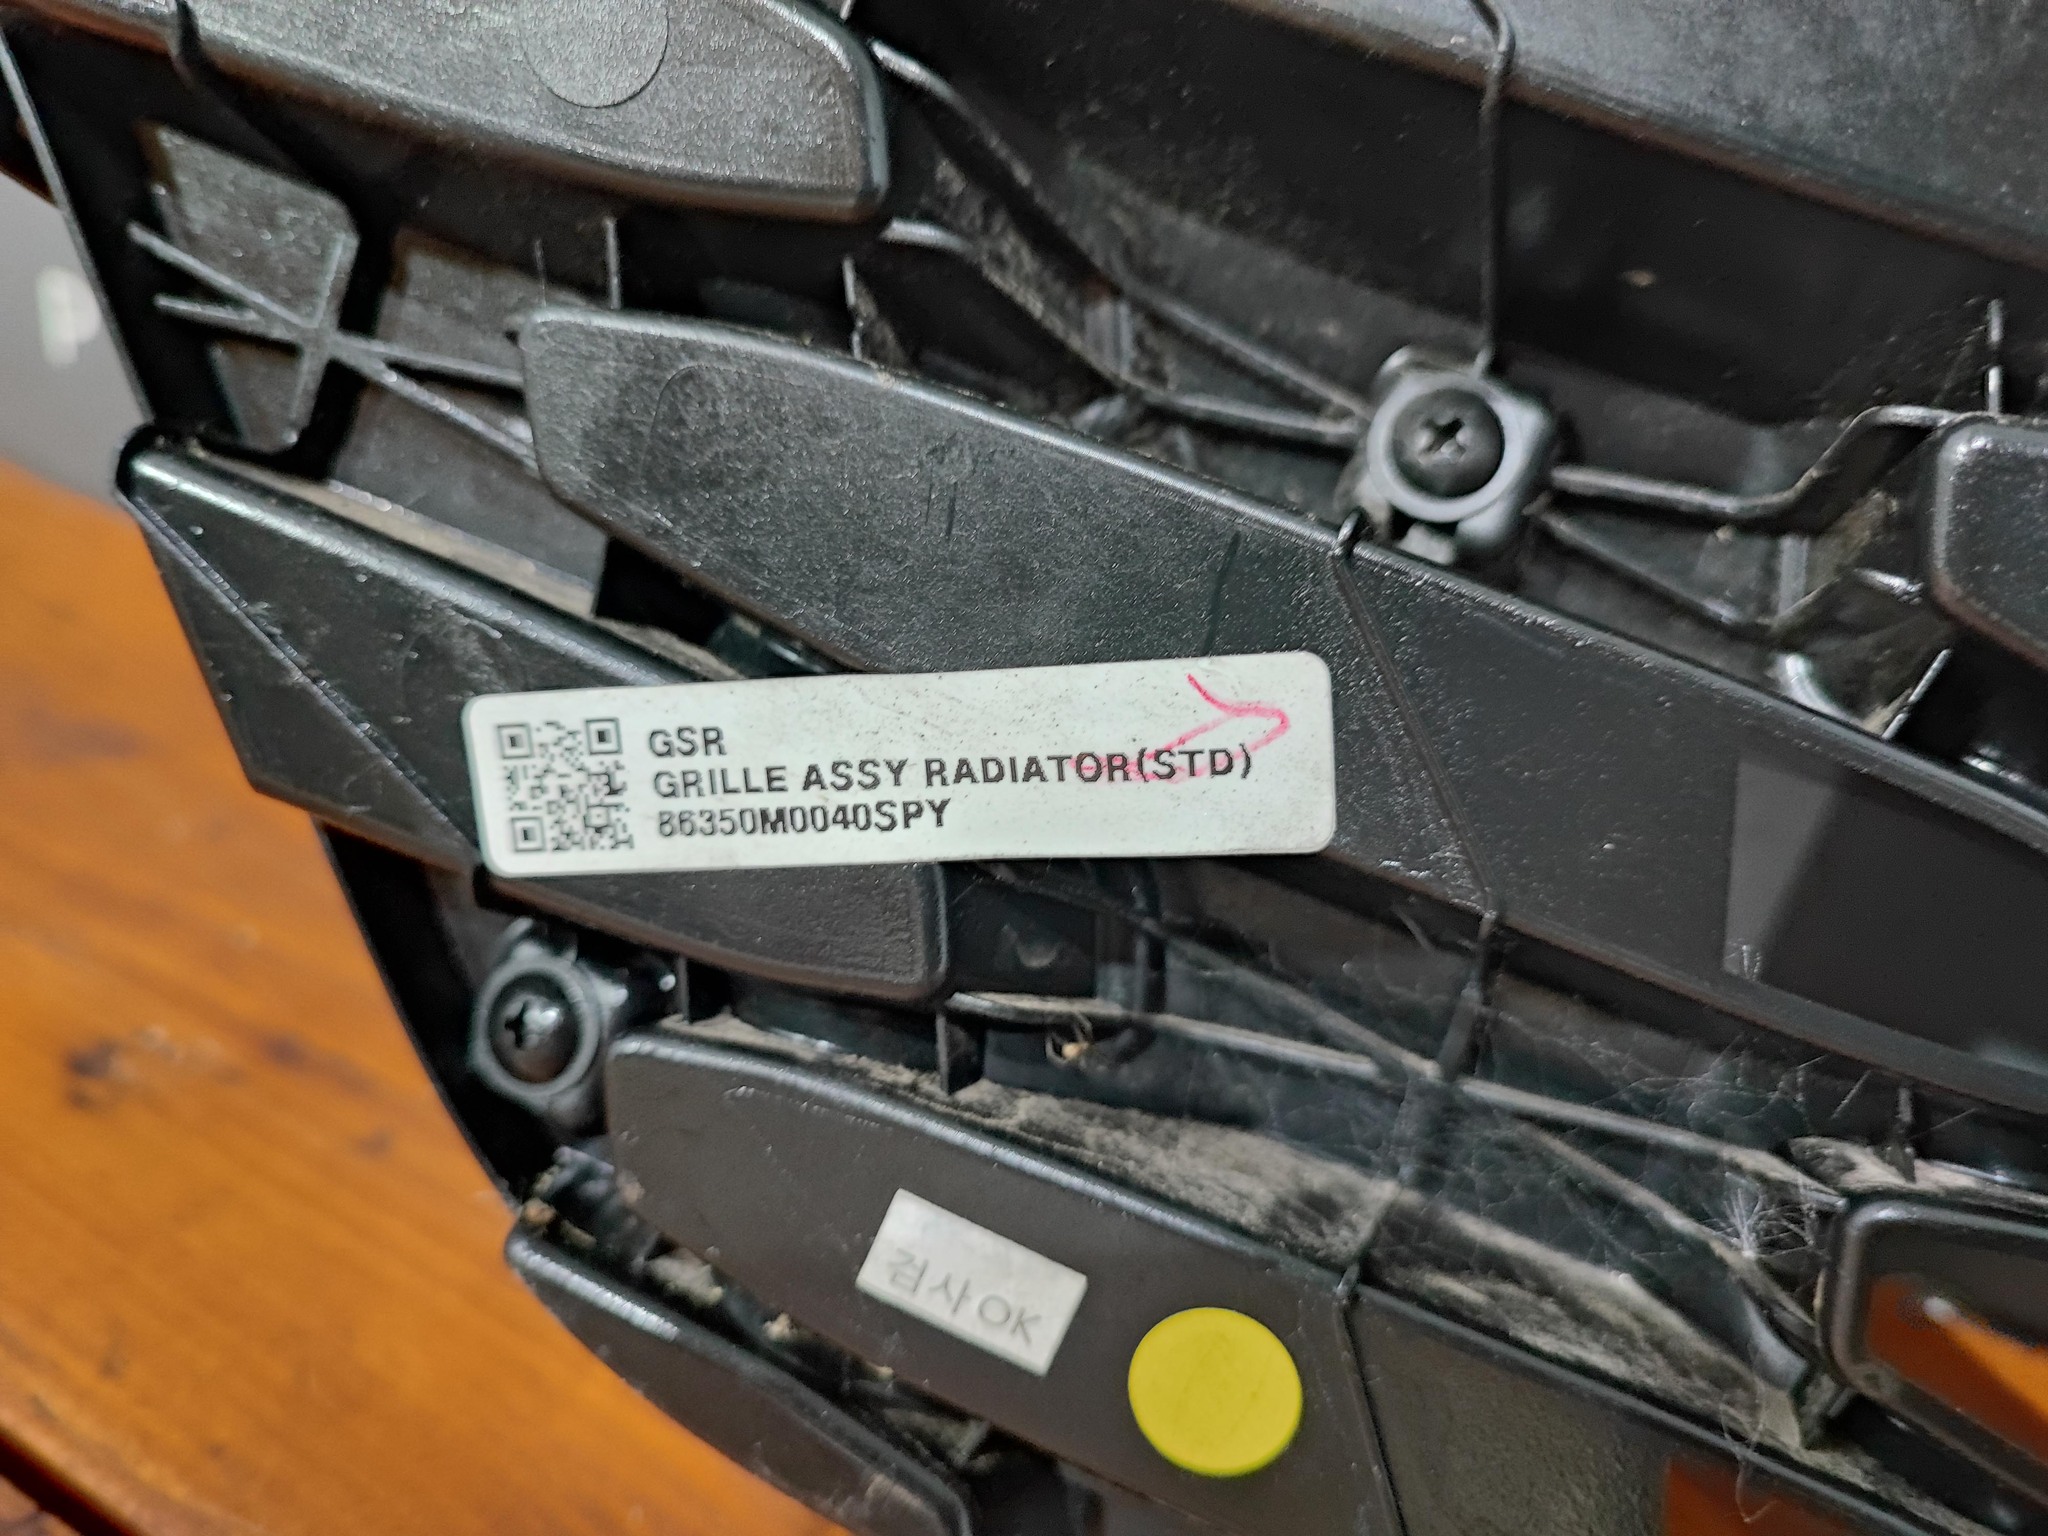 GSR
GRILLE ASSY RADIATOR(STD)
86350M0040SPY
검사OK